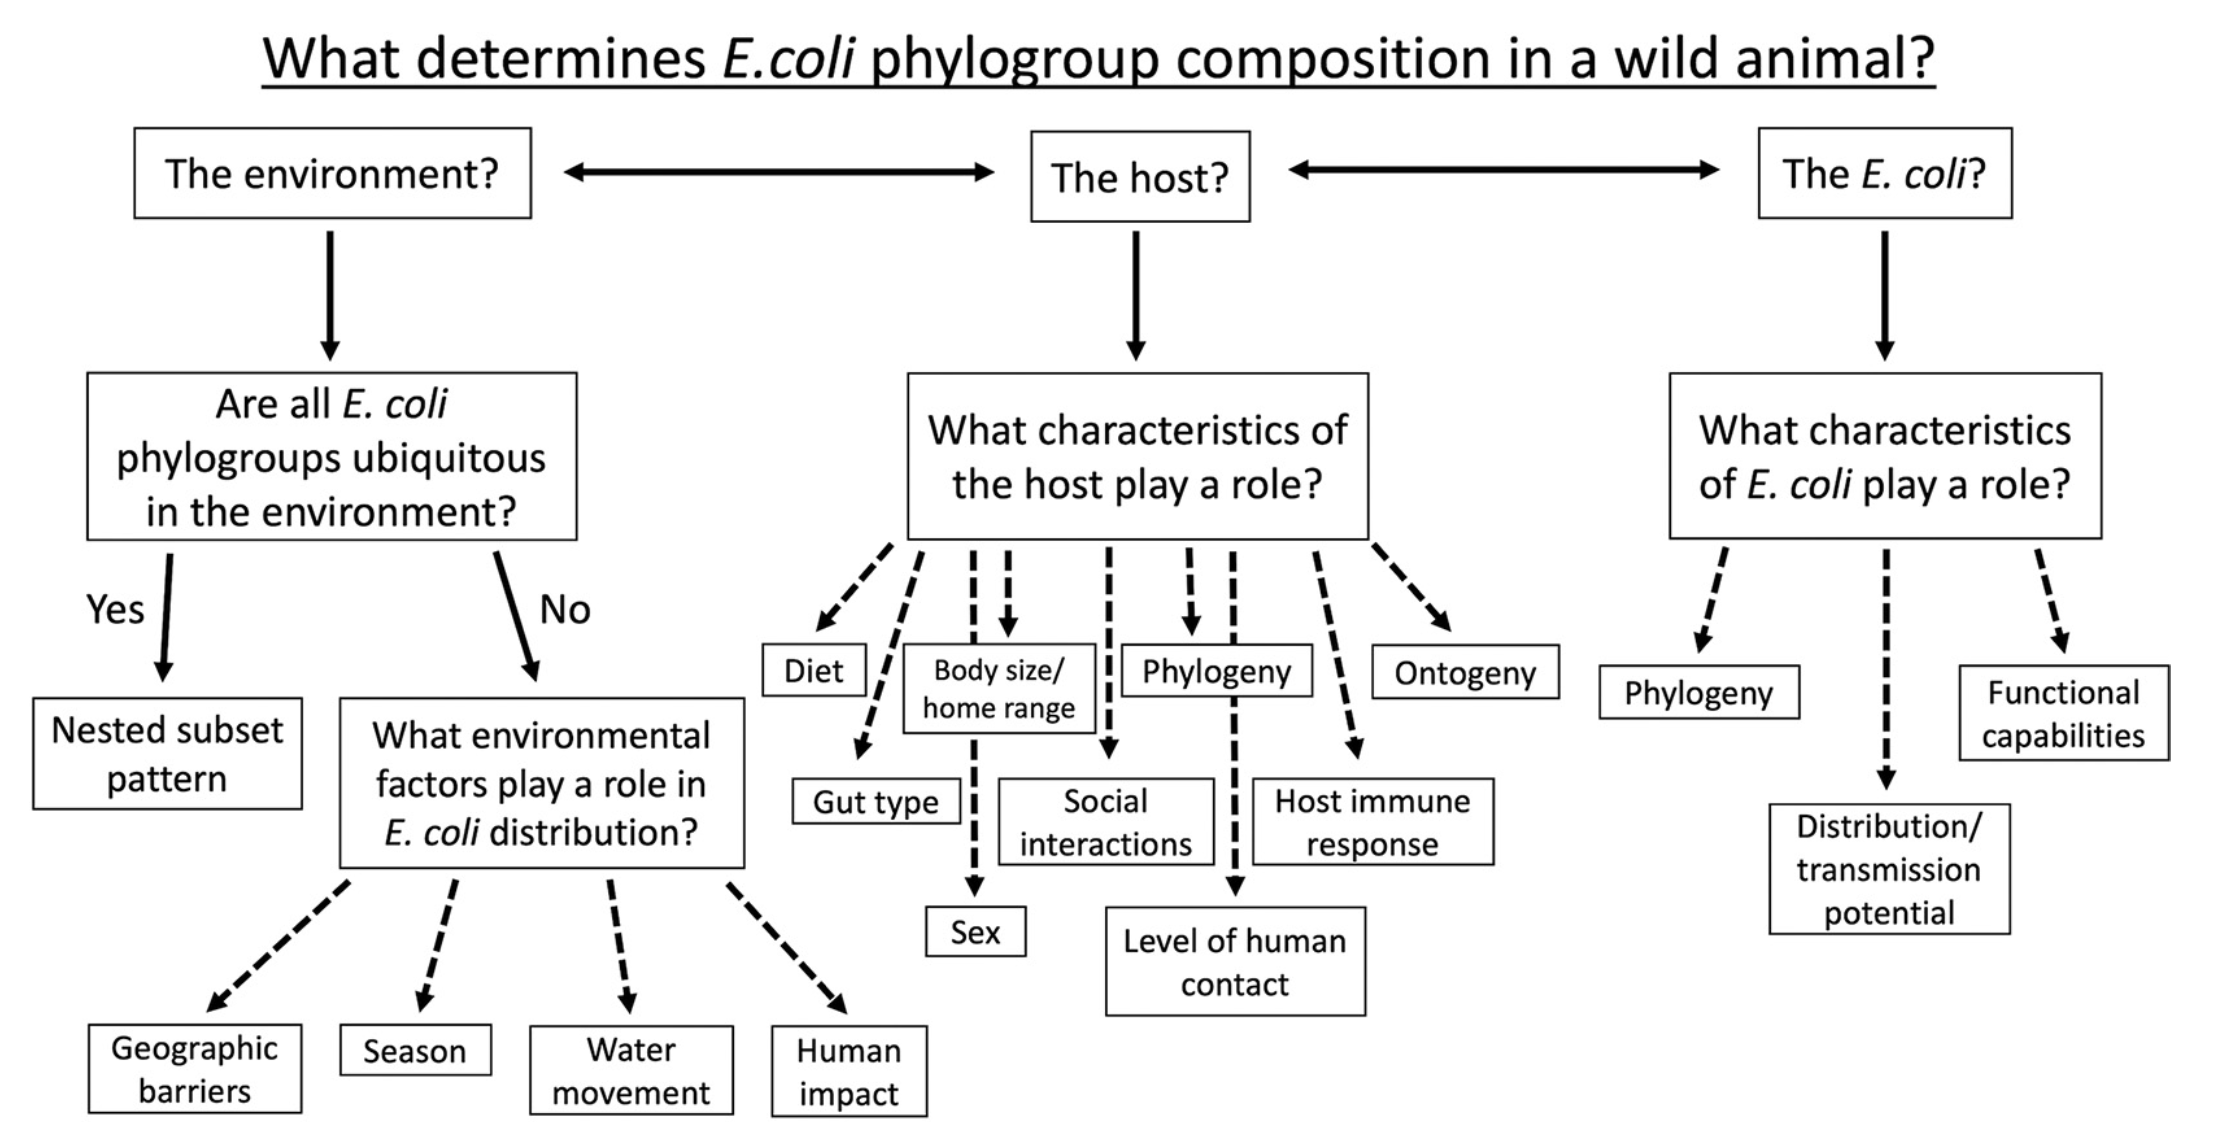 What determines E.coli phylogroup composition in a wild animal?
The environment?
The host?
The E. coli?
Are all E. coli
phylogroups ubiquitous
in the environment?
What characteristics of
the host play a role?
What characteristics
of E. coli play a role?
Yes
No
Nested subset
pattern
What environmental
factors play a role in
E. coli distribution?
Geographic
barriers
Season
Water
movement
Human
impact
Diet
Body size/
home range
Phylogeny
Ontogeny
Gut type
Social
interactions
Host immune
response
Sex
Level of human
contact
Phylogeny
Functional
capabilities
Distribution/
transmission
potential